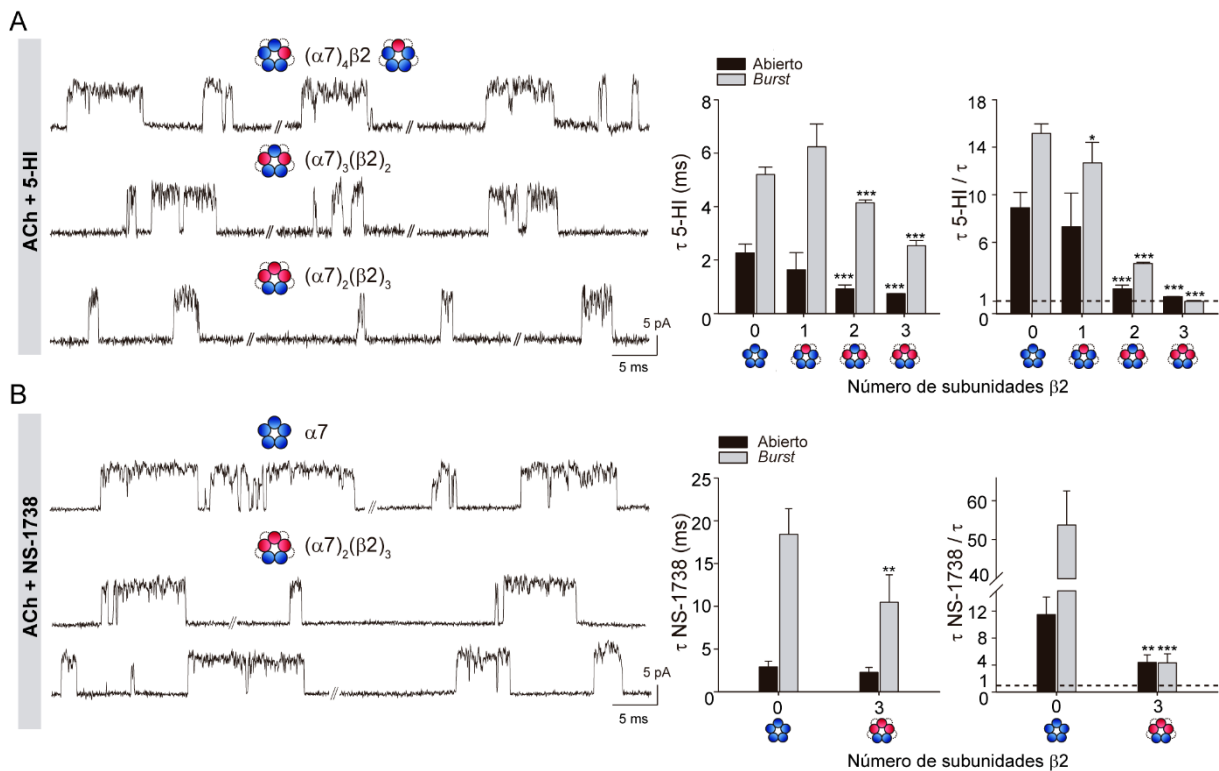 A
ACh + 5-HI
(α7)₄β2
(α7)₃(β2)₂
(α7)₂(β2)₃
5 pA
5 ms
Abierto
Burst
τ 5-HI (ms)
8
6
4
2
0
***
***
***
***
0 1 2 3
τ 5-HI / τ
18
14
10
6
1
0
*
***
***
***
***
0 1 2 3
Número de subunidades β2
B
ACh + NS-1738
α7
(α7)₂(β2)₃
5 pA
5 ms
Abierto
Burst
τ NS-1738 (ms)
25
20
15
10
5
0
**
0 3
τ NS-1738 / τ
60
50
40
12
8
4
1
0
** ***
0 3
Número de subunidades β2